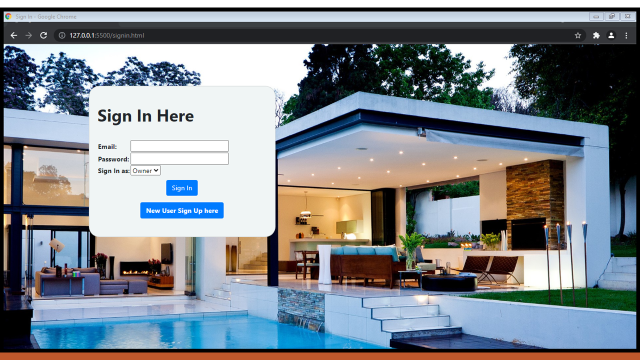 Sign In - Google Chrome
127.0.0.1:5500/signin.html
Sign In Here
Email:
Password:
Sign In as: Owner
Sign In
New User Sign Up here